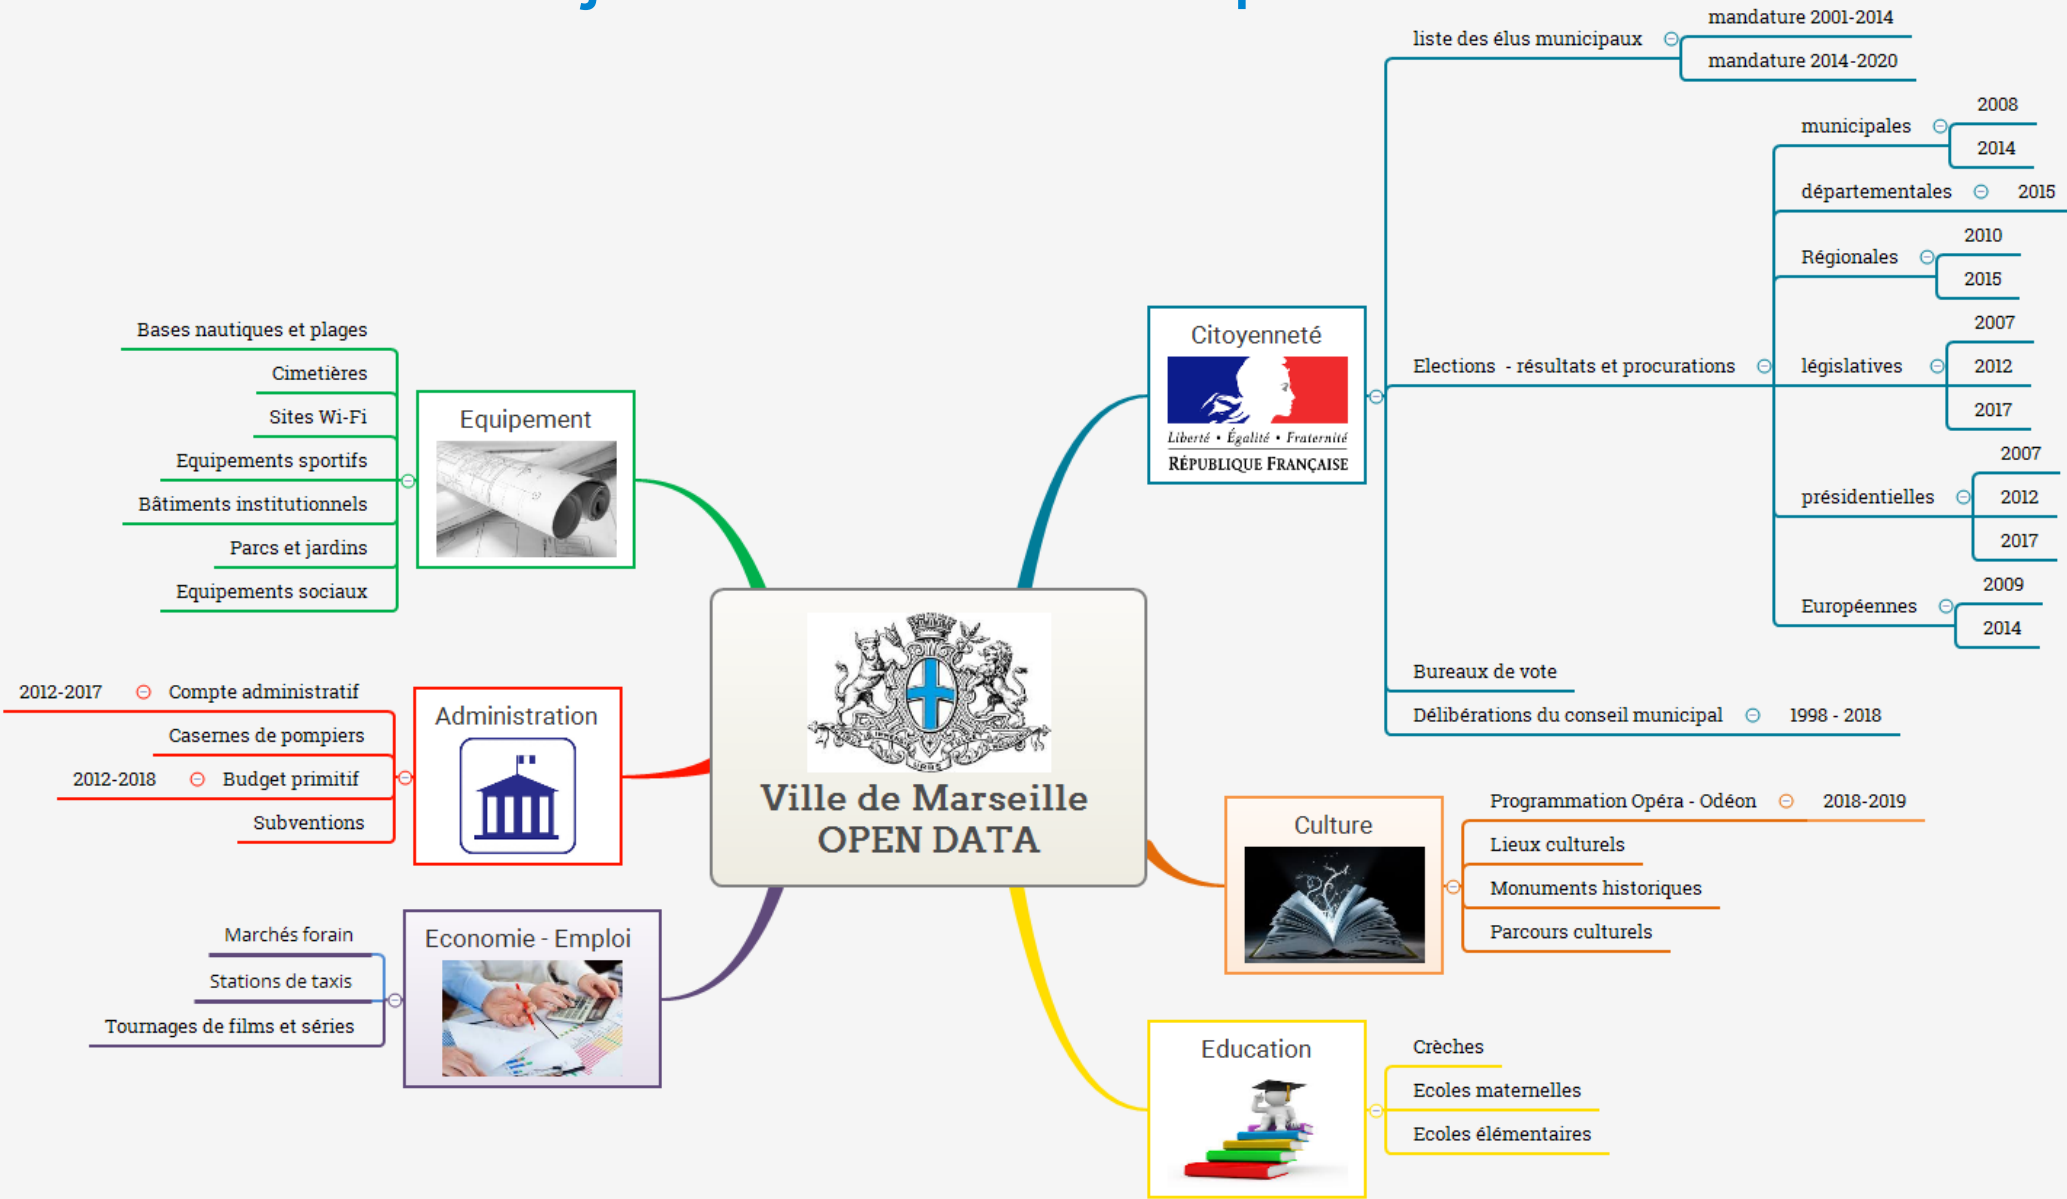 mandature 2001-2014
liste des élus municipaux
mandature 2014-2020
2008
municipales
2014
départementales
2015
2010
Régionales
2015
2007
Elections - résultats et procurations
législatives
2012
2017
2007
présidentielles
2012
2017
2009
Européennes
2014
Bureaux de vote
Délibérations du conseil municipal
1998 - 2018
Citoyenneté
Liberté • Égalité • Fraternité
RÉPUBLIQUE FRANÇAISE
Bases nautiques et plages
Cimetières
Sites Wi-Fi
Equipements sportifs
Bâtiments institutionnels
Parcs et jardins
Equipements sociaux
Equipement
2012-2017
Compte administratif
Casernes de pompiers
2012-2018
Budget primitif
Subventions
Administration
Ville de Marseille
OPEN DATA
Programmation Opéra - Odéon
2018-2019
Culture
Lieux culturels
Monuments historiques
Parcours culturels
Marchés forain
Stations de taxis
Tournages de films et séries
Economie - Emploi
Education
Crèches
Ecoles maternelles
Ecoles élémentaires